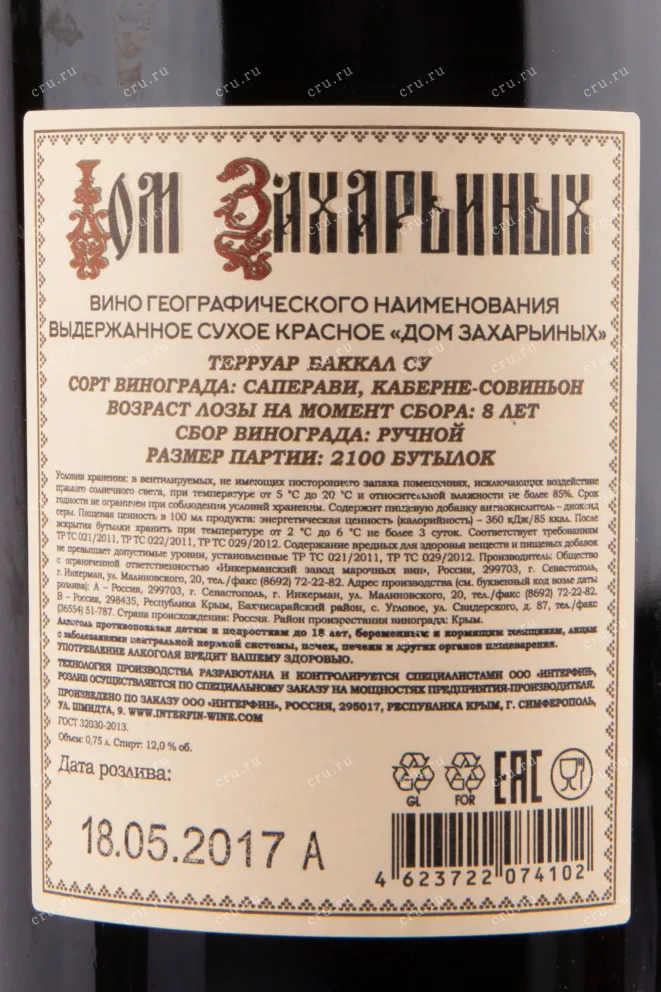 Дом Захарьиных
ВИНО ГЕОГРАФИЧЕСКОГО НАИМЕНОВАНИЯ
ВЫДЕРЖАННОЕ СУХОЕ КРАСНОЕ «ДОМ ЗАХАРЬИНЫХ»
ТЕРРУАР БАККАЛ СУ
СОРТ ВИНОГРАДА: САПЕРАВИ, КАБЕРНЕ-СОВИНЬОН
ВОЗРАСТ ЛОЗЫ НА МОМЕНТ СБОРА: 8 ЛЕТ
СБОР ВИНОГРАДА: РУЧНОЙ
РАЗМЕР ПАРТИИ: 2100 БУТЫЛОК
Условия хранения: в вентилируемых, не имеющих постороннего запаха помещениях, исключающих воздействие
прямого солнечного света, при температуре от 5 °С до 20 °С и относительной влажности не более 85%. Срок
годности не ограничен при соблюдении условий хранения. Содержит пищевую добавку антиокислитель – диоксид
серы. Пищевая ценность в 100 мл продукта: энергетическая ценность (калорийность) – 360 кДж/85 ккал. После
вскрытия бутылки хранить при температуре от 2 °С до 6 °С не более 3 суток. Соответствует требованиям
ТР ТС 021/2011, ТР ТС 022/2011, ТР ТС 029/2012. Содержание вредных для здоровья веществ и пищевых добавок
не превышает допустимые уровни, установленные ТР ТС 021/2011, ТР ТС 029/2012. Производитель: Общество
с ограниченной ответственностью «Инкерманский завод марочных вин», Россия, 299703, г. Севастополь,
г. Инкерман, ул. Малиновского, 20, тел./факс (8692) 72-22-82. Адрес производства (см. буквенный код возле даты
розлива): А – Россия, 299703, г. Севастополь, г. Инкерман, ул. Малиновского, 20, тел./факс (8692) 72-22-82.
В – Россия, 298435, Республика Крым, Бахчисарайский район, с. Угловое, ул. Свидерского, д. 87, тел./факс
(36554) 51-787. Страна происхождения: Россия. Район произрастания винограда: Крым.
Алкоголь противопоказан детям и подросткам до 18 лет, беременным и кормящим женщинам, лицам
с заболеваниями центральной нервной системы, почек, печени и других органов пищеварения.
УПОТРЕБЛЕНИЕ АЛКОГОЛЯ ВРЕДИТ ВАШЕМУ ЗДОРОВЬЮ.
ТЕХНОЛОГИЯ ПРОИЗВОДСТВА РАЗРАБОТАНА И КОНТРОЛИРУЕТСЯ СПЕЦИАЛИСТАМИ ООО «ИНТЕРФИН»,
РОЗЛИВ ОСУЩЕСТВЛЯЕТСЯ ПО СПЕЦИАЛЬНОМУ ЗАКАЗУ НА МОЩНОСТЯХ ПРЕДПРИЯТИЯ-ПРОИЗВОДИТЕЛЯ.
ПРОИЗВЕДЕНО ПО ЗАКАЗУ ООО «ИНТЕРФИН», РОССИЯ, 295017, РЕСПУБЛИКА КРЫМ, Г. СИМФЕРОПОЛЬ,
УЛ. ШМИДТА, 9. WWW.INTERFIN-WINE.COM
ГОСТ 32030-2013.
Объем: 0,75 л. Спирт: 12,0 % об.
Дата розлива:
GL FOR EAC
18.05.2017 А
4 623722 074102
cru.ru